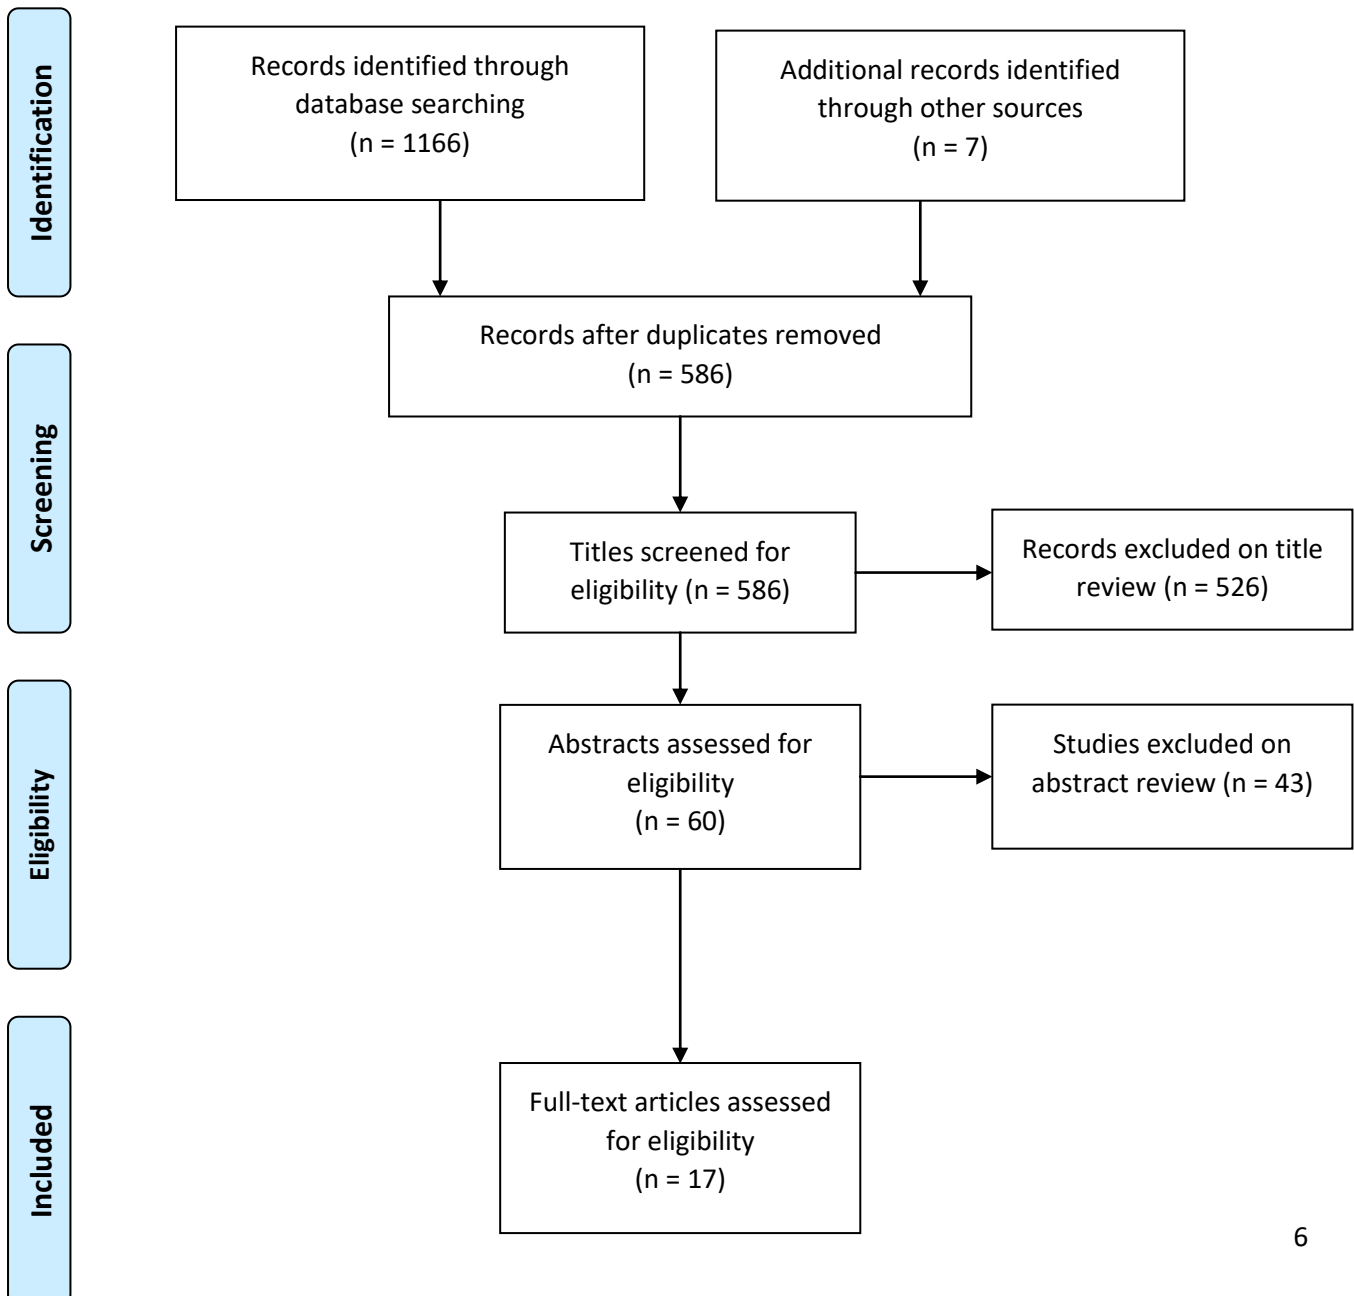 Identification
Records identified through
database searching
(n = 1166)
Additional records identified
through other sources
(n = 7)
Records after duplicates removed
(n = 586)
Screening
Titles screened for
eligibility (n = 586)
Records excluded on title
review (n = 526)
Eligibility
Abstracts assessed for
eligibility
(n = 60)
Studies excluded on
abstract review (n = 43)
Included
Full-text articles assessed
for eligibility
(n = 17)
6